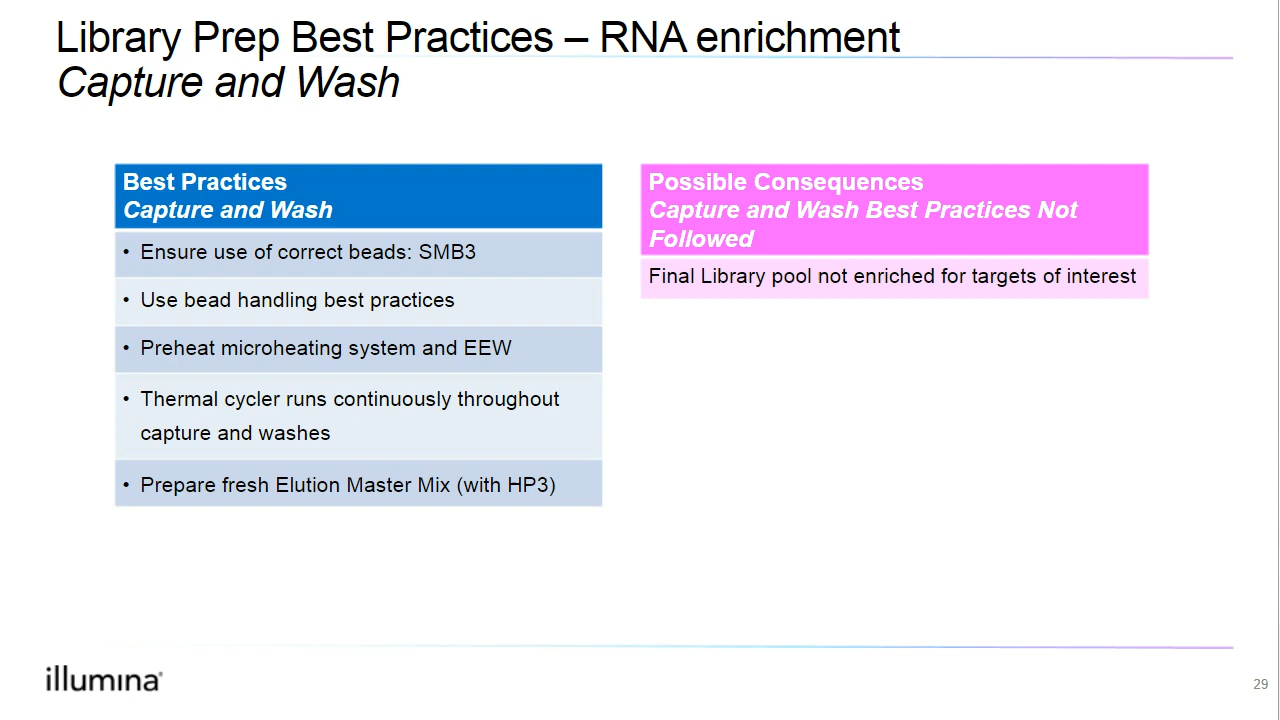 Library Prep Best Practices – RNA enrichment
Capture and Wash
Best Practices
Capture and Wash
• Ensure use of correct beads: SMB3
• Use bead handling best practices
• Preheat microheating system and EEW
• Thermal cycler runs continuously throughout
capture and washes
• Prepare fresh Elution Master Mix (with HP3)
Possible Consequences
Capture and Wash Best Practices Not
Followed
Final Library pool not enriched for targets of interest
illumina®
29